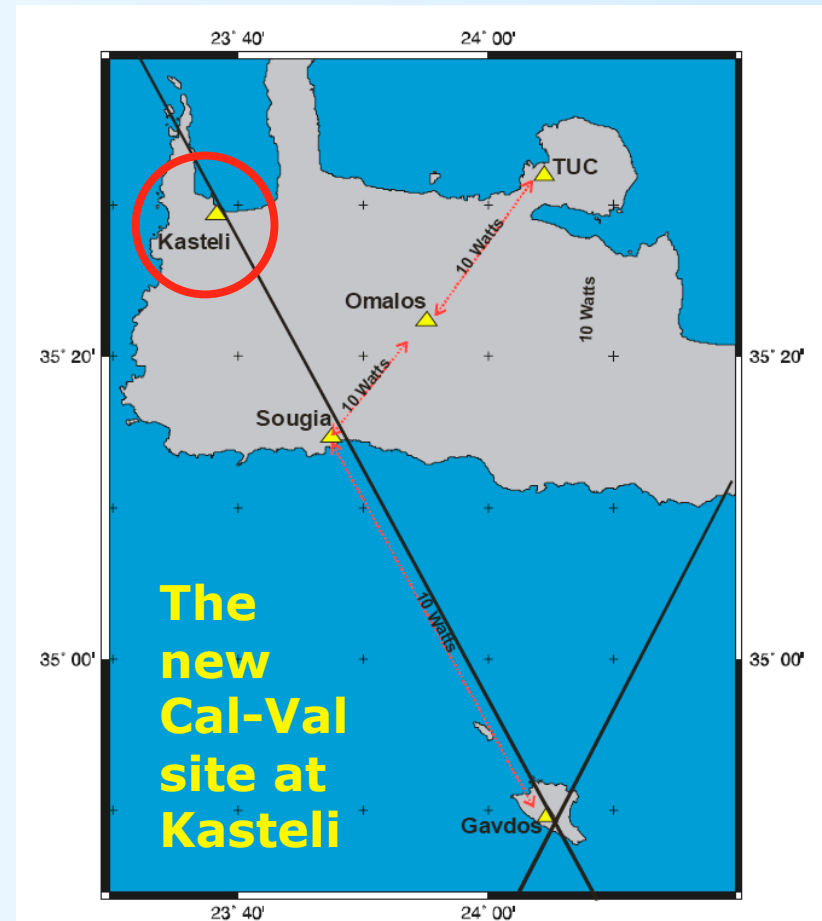 23° 40'
24° 00'
TUC
Kasteli
10 Watts
Omalos
10 Watts
35° 20'
35° 20'
10 Watts
Sougia
10 Watts
The
new
Cal-Val
site at
Kasteli
35° 00'
35° 00'
Gavdos
23° 40'
24° 00'